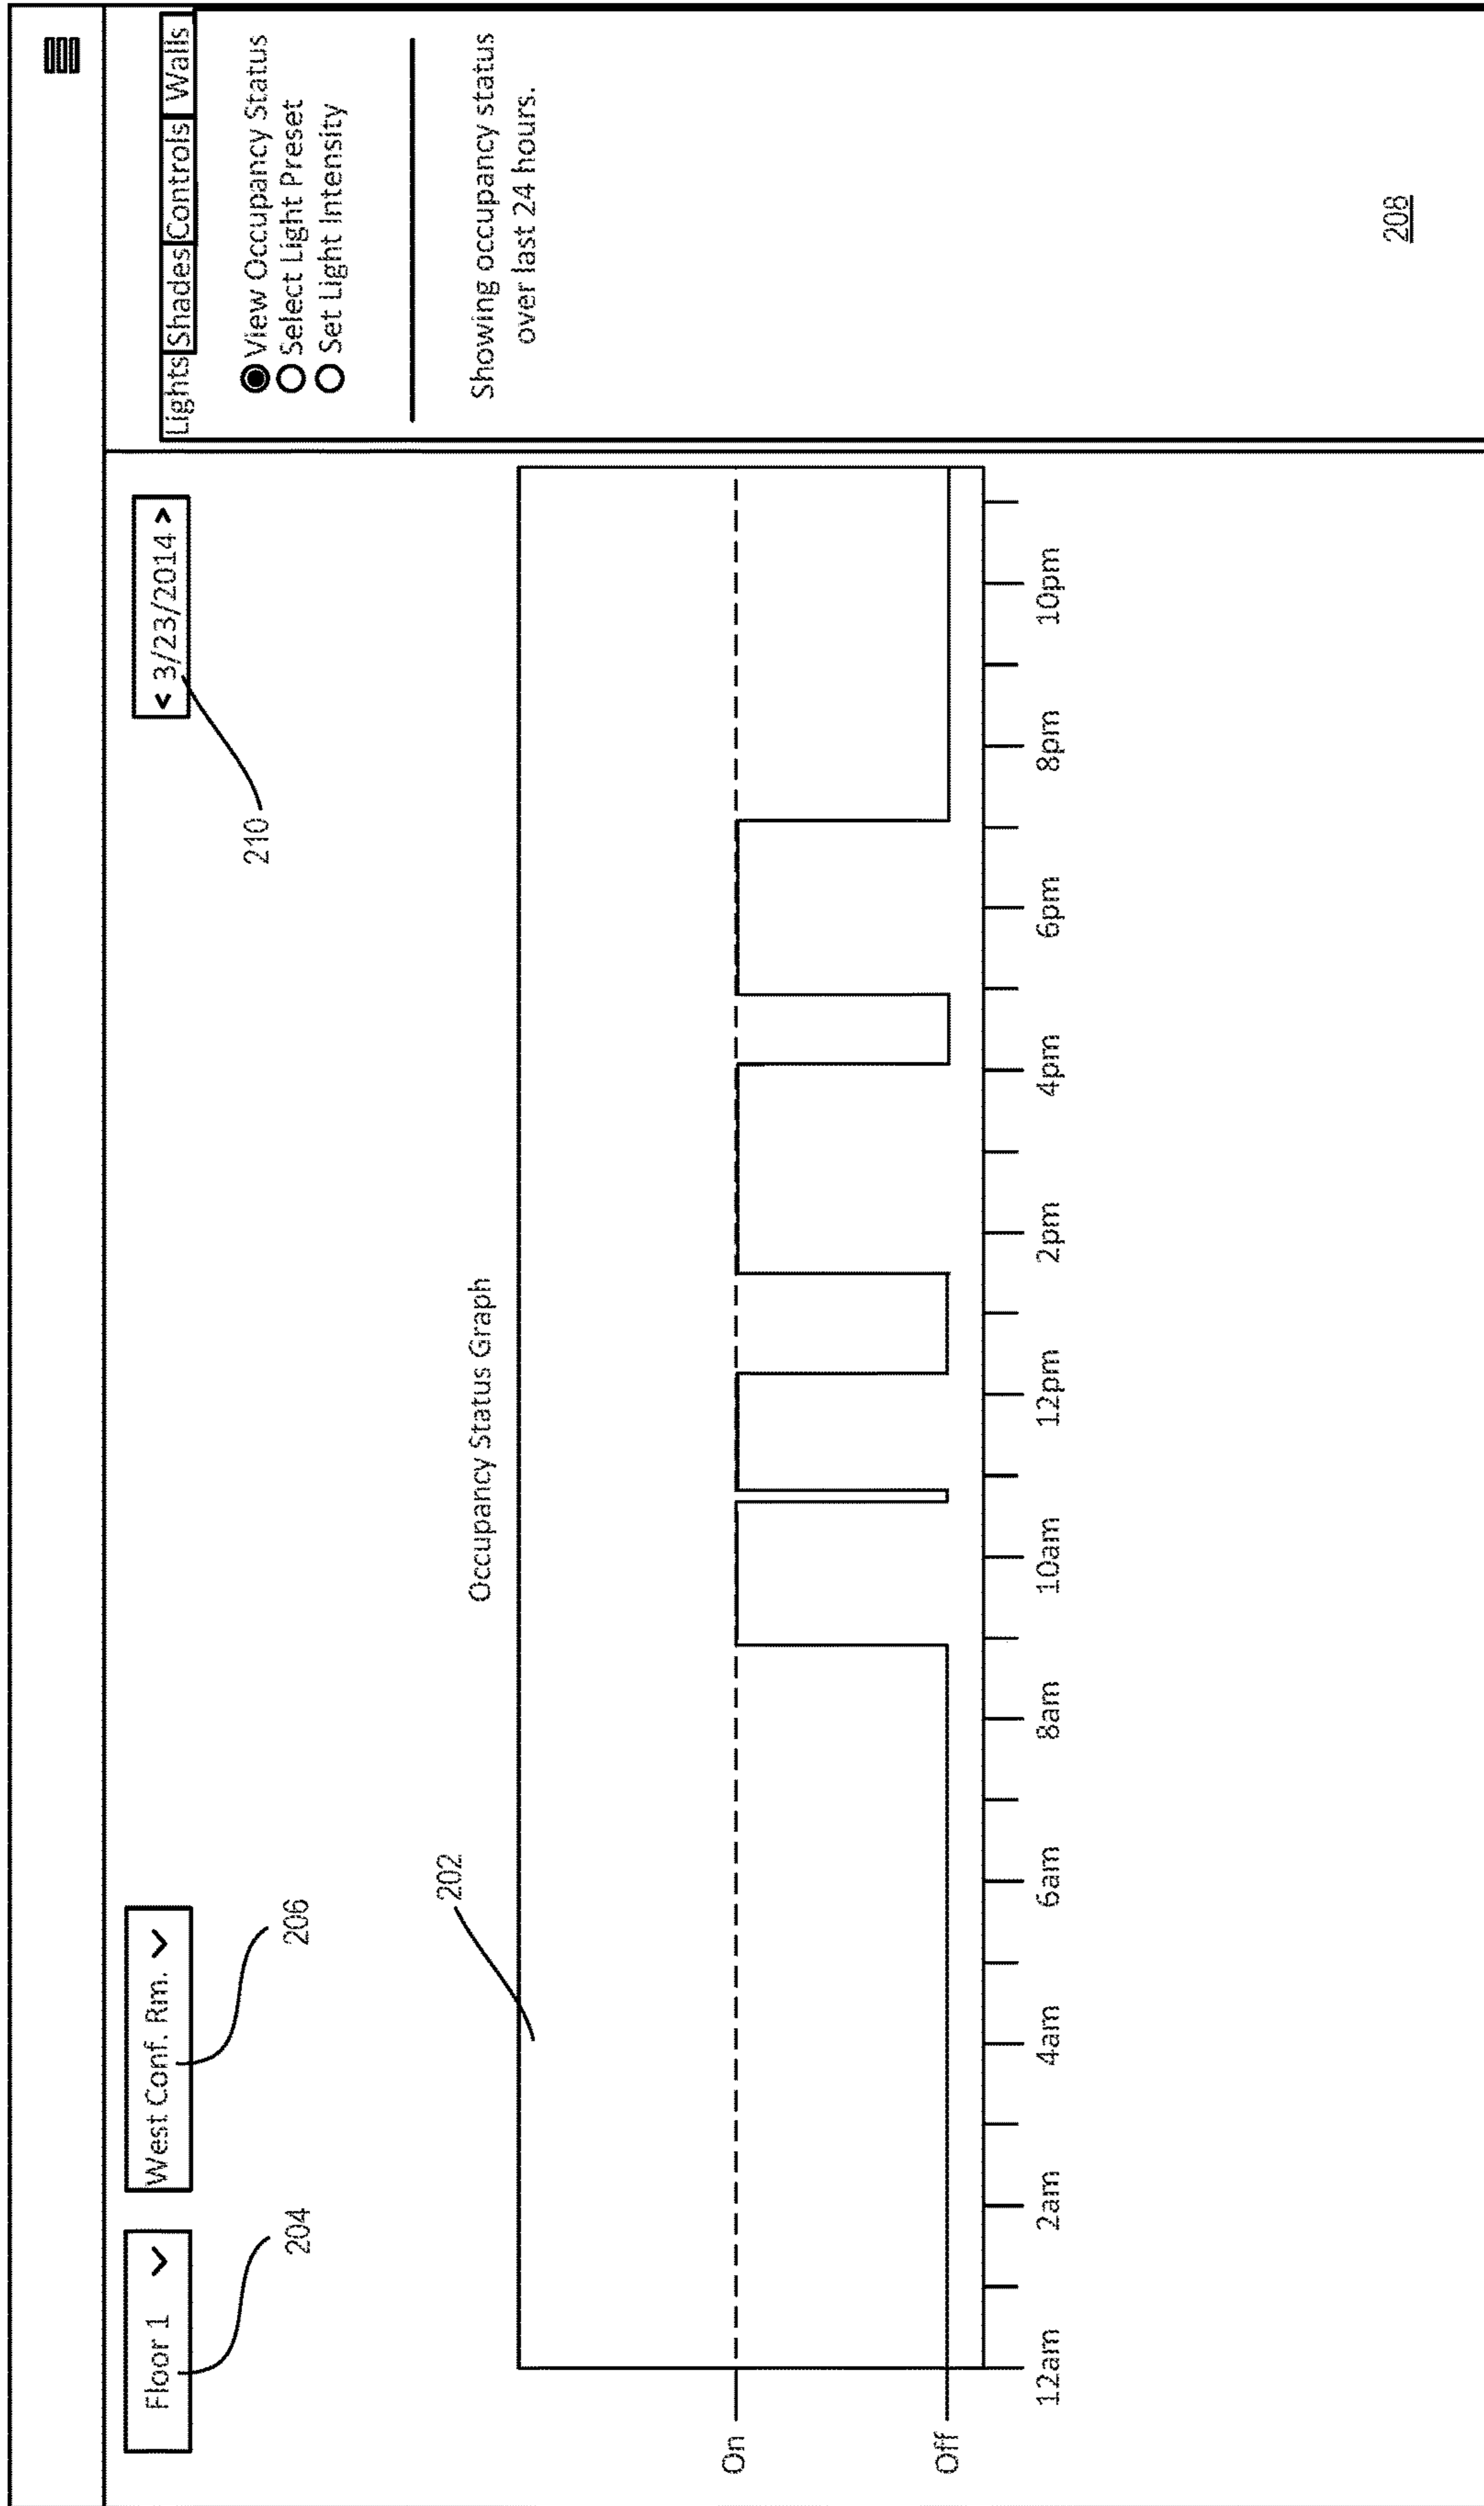 Floor 1
204
West Conf. Rm.
206
< 3/23/2014 >
210
Lights Shades Controls Walls
View Occupancy Status
Select Light Preset
Set Light Intensity
Showing occupancy status
over last 24 hours.
208
Occupancy Status Graph
202
On
Off
12am 2am 4am 6am 8am 10am 12pm 2pm 4pm 6pm 8pm 10pm